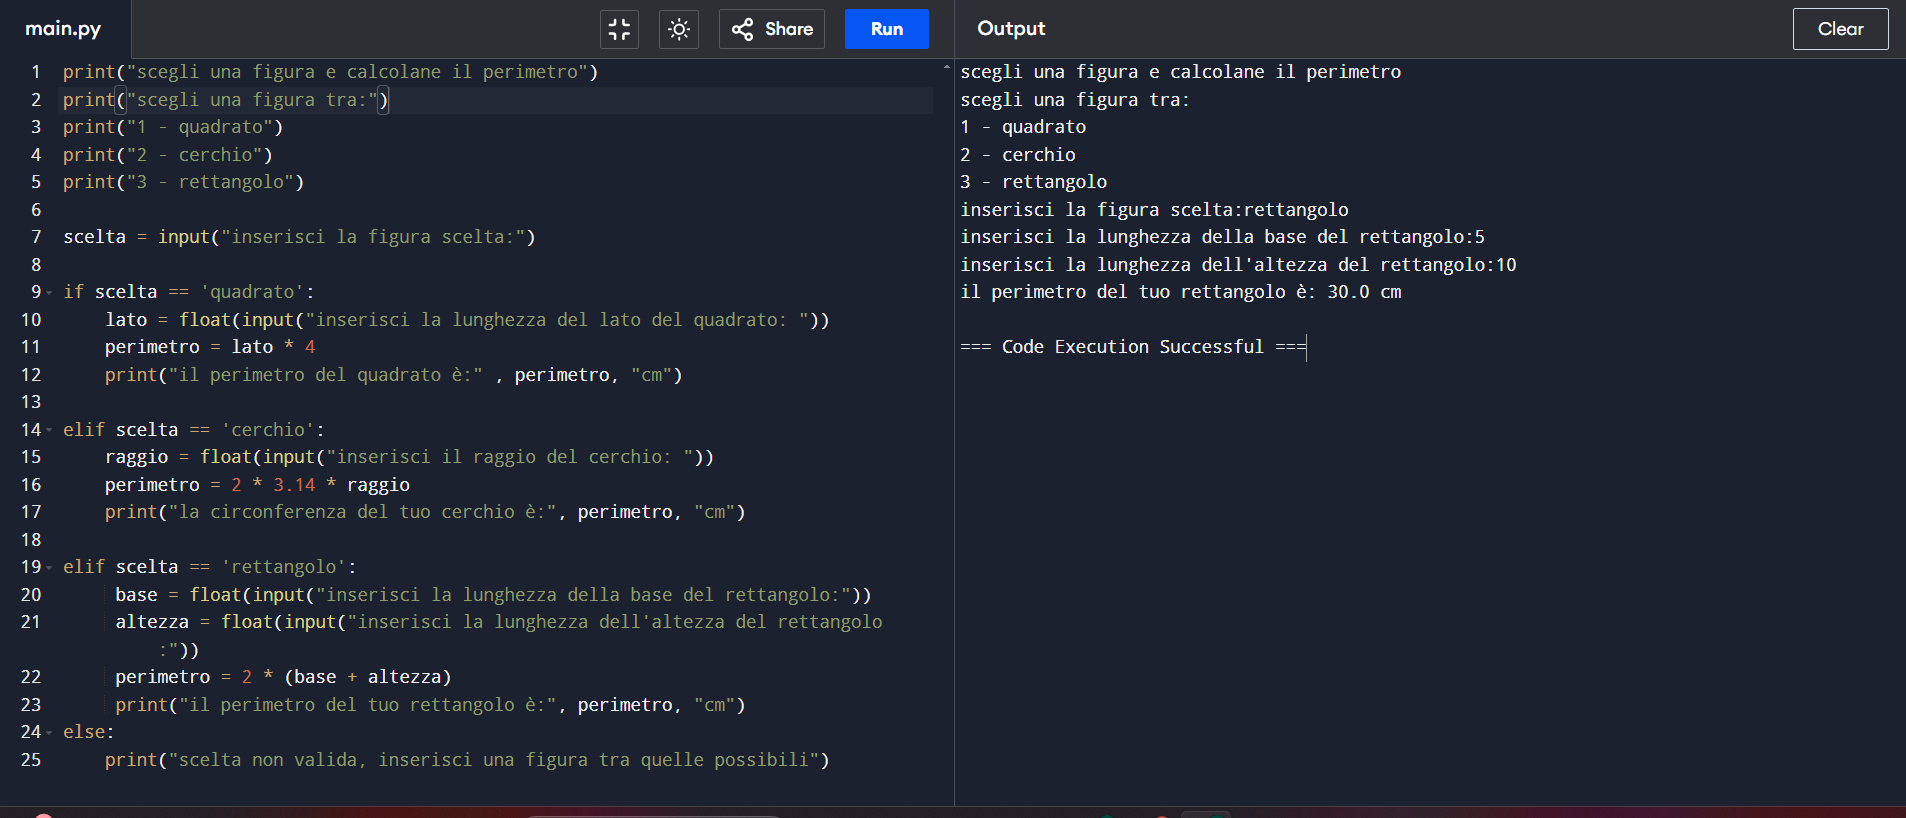 main.py
Share
Run
Output
Clear
1 print("scegli una figura e calcolane il perimetro")
2 print("scegli una figura tra:")
3 print("1 - quadrato")
4 print("2 - cerchio")
5 print("3 - rettangolo")
6
7 scelta = input("inserisci la figura scelta:")
8
9 if scelta == 'quadrato':
10     lato = float(input("inserisci la lunghezza del lato del quadrato: "))
11     perimetro = lato * 4
12     print("il perimetro del quadrato è:" , perimetro, "cm")
13
14 elif scelta == 'cerchio':
15     raggio = float(input("inserisci il raggio del cerchio: "))
16     perimetro = 2 * 3.14 * raggio
17     print("la circonferenza del tuo cerchio è:", perimetro, "cm")
18
19 elif scelta == 'rettangolo':
20      base = float(input("inserisci la lunghezza della base del rettangolo:"))
21      altezza = float(input("inserisci la lunghezza dell'altezza del rettangolo
:"))
22      perimetro = 2 * (base + altezza)
23      print("il perimetro del tuo rettangolo è:", perimetro, "cm")
24 else:
25     print("scelta non valida, inserisci una figura tra quelle possibili")
scegli una figura e calcolane il perimetro
scegli una figura tra:
1 - quadrato
2 - cerchio
3 - rettangolo
inserisci la figura scelta:rettangolo
inserisci la lunghezza della base del rettangolo:5
inserisci la lunghezza dell'altezza del rettangolo:10
il perimetro del tuo rettangolo è: 30.0 cm
=== Code Execution Successful ===